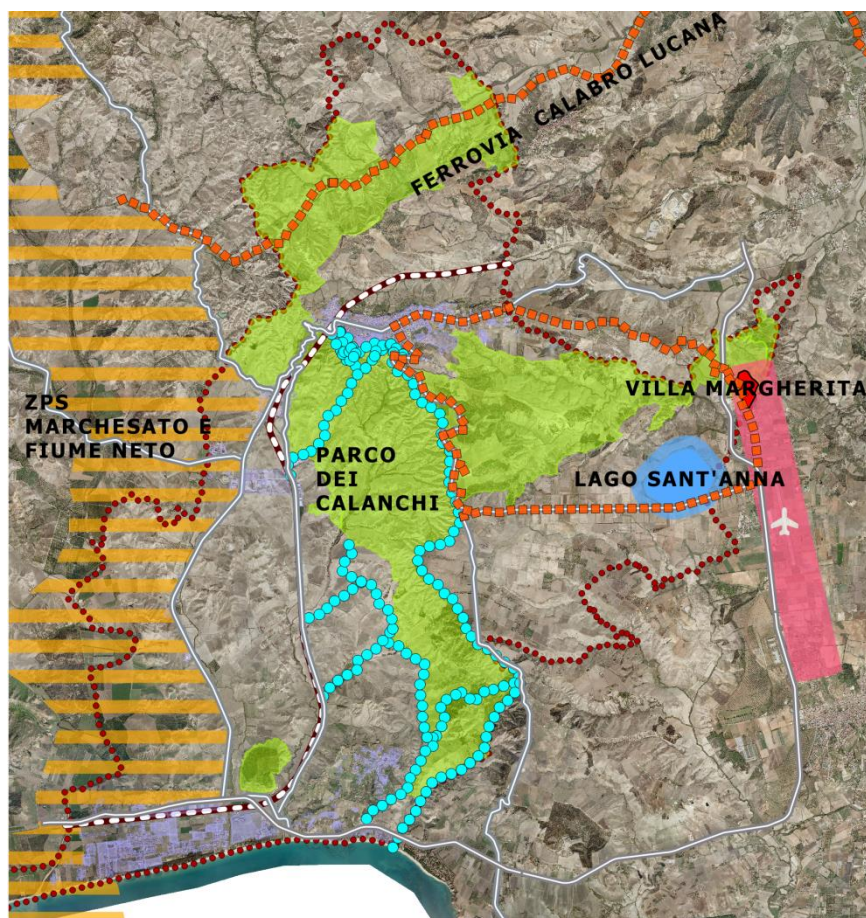 FERROVIA CALABRO LUCANA
VILLA MARGHERITA
ZPS
MARCHESATO E
FIUME NETO
PARCO
DEI
CALANCHI
LAGO SANT'ANNA